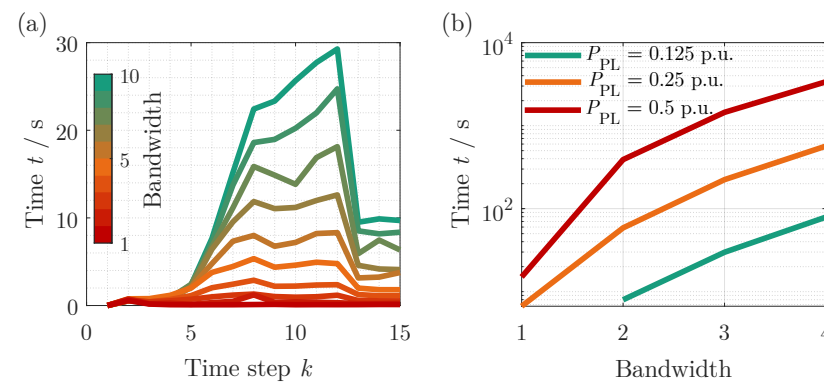 (a)
30
20
10
0
Time t / s
10
5
1
Bandwidth
5
10
15
Time step k
(b)
10^4
10^2
Time t / s
P_PL = 0.125 p.u.
P_PL = 0.25 p.u.
P_PL = 0.5 p.u.
1
2
3
4
Bandwidth